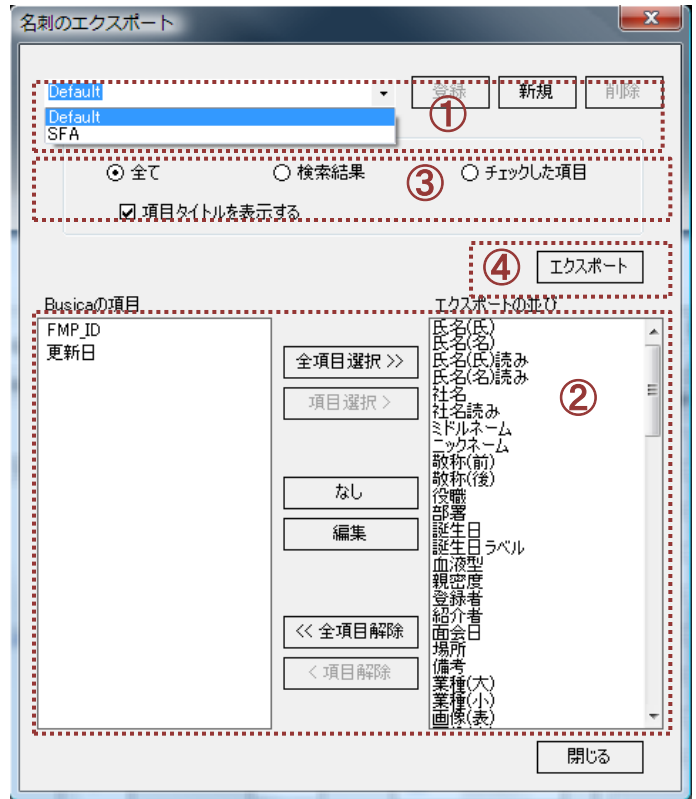 名刺のエクスポート
Default
登録
新規
削除
①
Default
SFA
全て
検索結果
チェックした項目
③
項目タイトルを表示する
④
エクスポート
Busicaの項目
エクスポートの並び
FMP_ID
更新日
全項目選択 >>
項目選択 >
なし
編集
<< 全項目解除
< 項目解除
②
氏名(氏)
氏名(名)
氏名(氏)読み
氏名(名)読み
社名
社名読み
ミドルネーム
ニックネーム
敬称(前)
敬称(後)
役職
部署
誕生日
誕生日ラベル
血液型
親密度
登録者
紹介者
面会日
場所
備考
業種(大)
業種(小)
画像(表)
閉じる